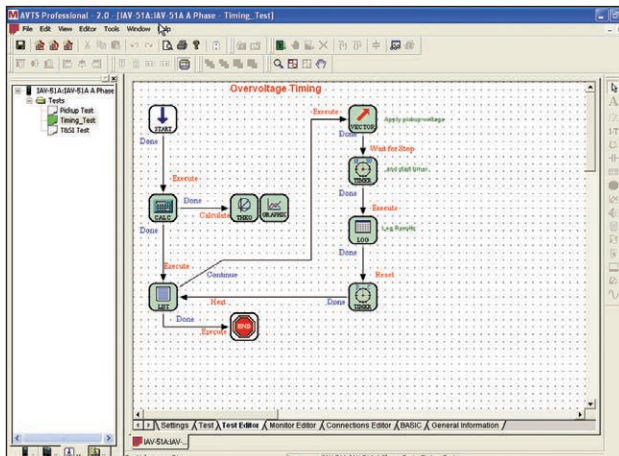 AVTS Professional - 2.0 - [IAV-51A:IAV-51A A Phase - Timing_Test]
File Edit View Editor Tools Window Help
IAV-51A:IAV-51A A Phase
Tests
Pickup Test
Timing_Test
T&SI Test
Overvoltage Timing
START
Done
Execute
CALC
Done
Calculate
THEO
GRAPHIC
Done
Execute
LIST
Continue
Next
Done
Execute
END
Execute
VECTOR
Apply pickup voltage
Done
Wait for Stop
TIMER
and start timer
Done
Execute
LOG
Log Results
Done
Reset
TIMER
Done
Settings Test Test Editor Monitor Editor Connections Editor BASIC General Information
IAV-51A:IAV-...